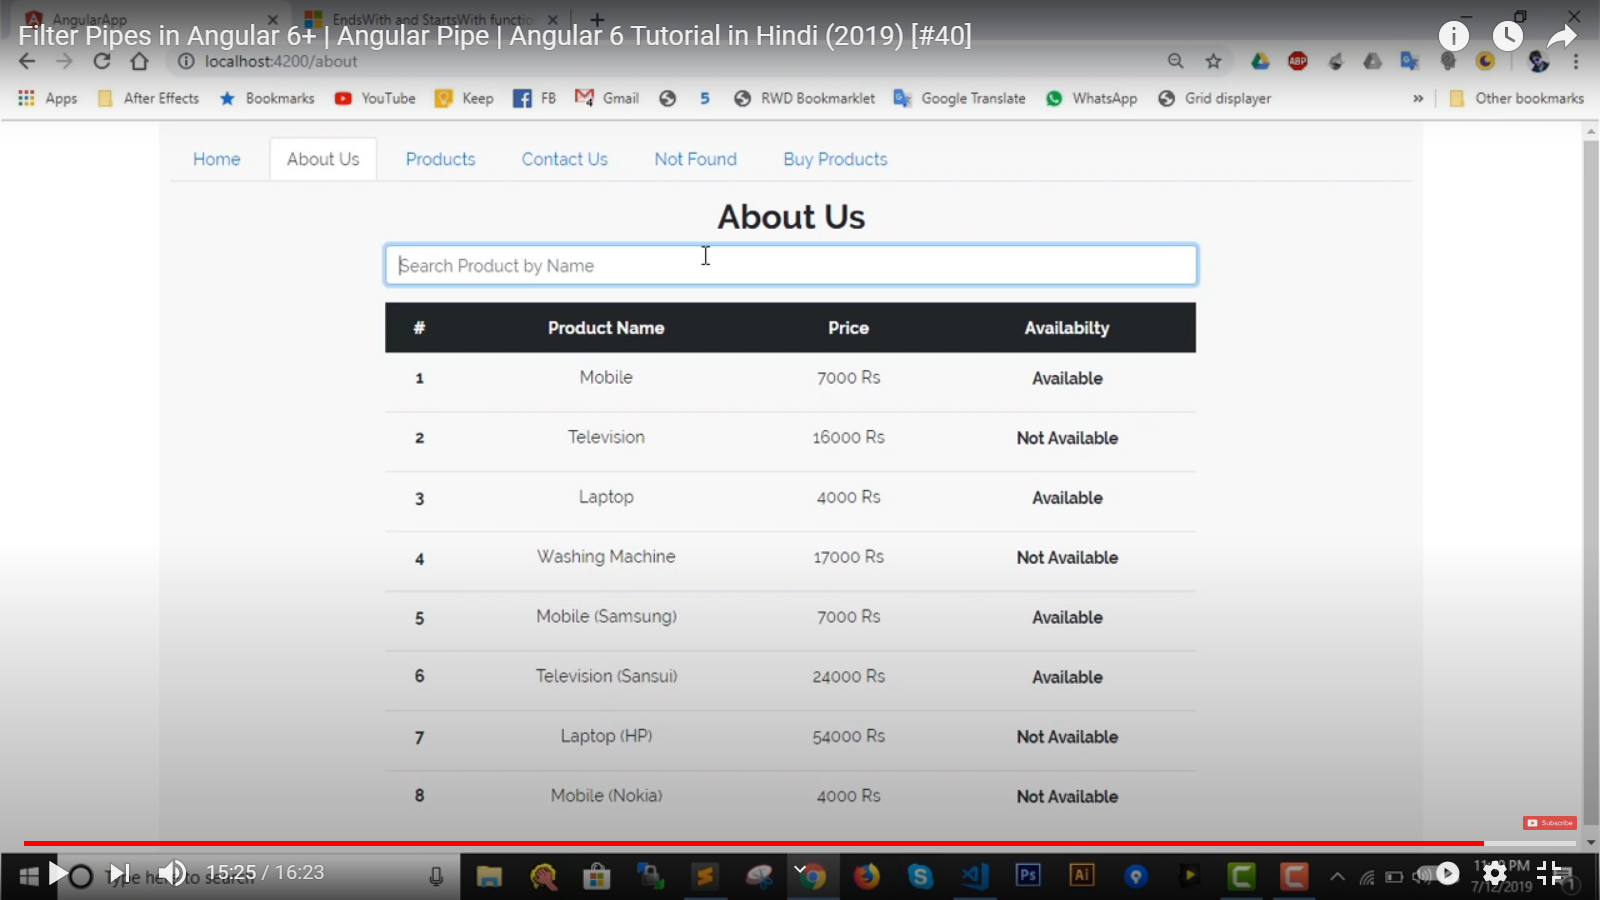 AngularApp
EndsWith and StartsWith functio
Filter Pipes in Angular 6+ | Angular Pipe | Angular 6 Tutorial in Hindi (2019) [#40]
localhost:4200/about
ABP
Apps After Effects Bookmarks YouTube Keep FB Gmail 5 RWD Bookmarklet Google Translate WhatsApp Grid displayer » Other bookmarks
Home About Us Products Contact Us Not Found Buy Products
About Us
Search Product by Name
# Product Name Price Availabilty
1 Mobile 7000 Rs Available
2 Television 16000 Rs Not Available
3 Laptop 4000 Rs Available
4 Washing Machine 17000 Rs Not Available
5 Mobile (Samsung) 7000 Rs Available
6 Television (Sansui) 24000 Rs Available
7 Laptop (HP) 54000 Rs Not Available
8 Mobile (Nokia) 4000 Rs Not Available
Subscribe
Type here to search
15:25 / 16:23
Ps Ai
PM
7/12/2019
1